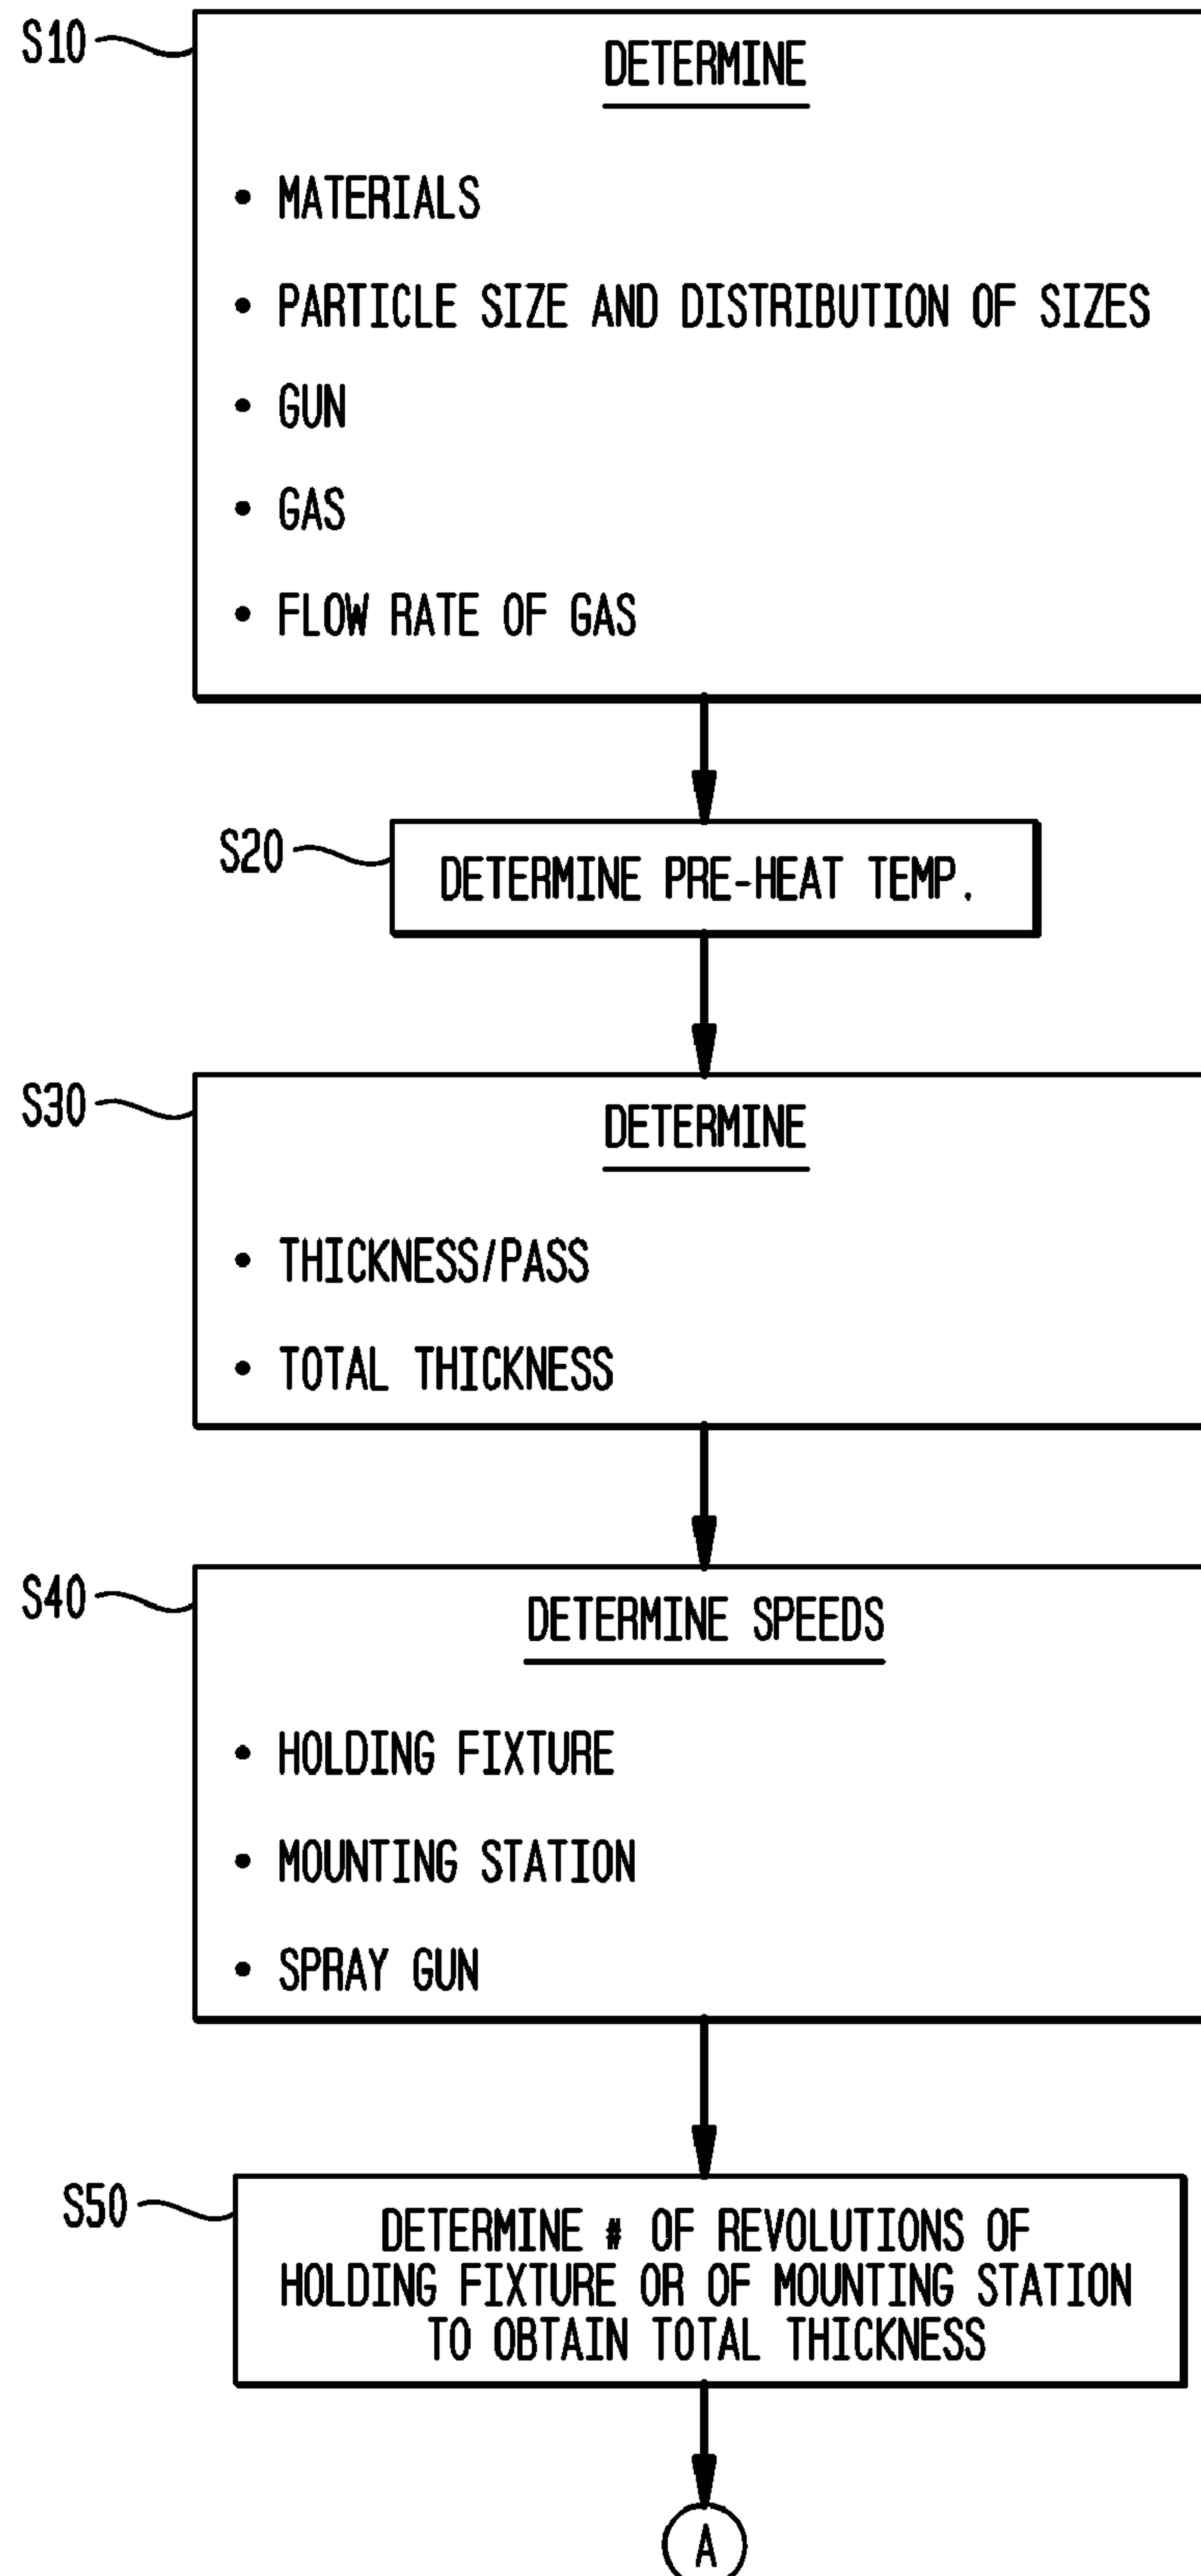 S10
DETERMINE
• MATERIALS
• PARTICLE SIZE AND DISTRIBUTION OF SIZES
• GUN
• GAS
• FLOW RATE OF GAS
S20
DETERMINE PRE-HEAT TEMP.
S30
DETERMINE
• THICKNESS/PASS
• TOTAL THICKNESS
S40
DETERMINE SPEEDS
• HOLDING FIXTURE
• MOUNTING STATION
• SPRAY GUN
S50
DETERMINE # OF REVOLUTIONS OF
HOLDING FIXTURE OR OF MOUNTING STATION
TO OBTAIN TOTAL THICKNESS
A